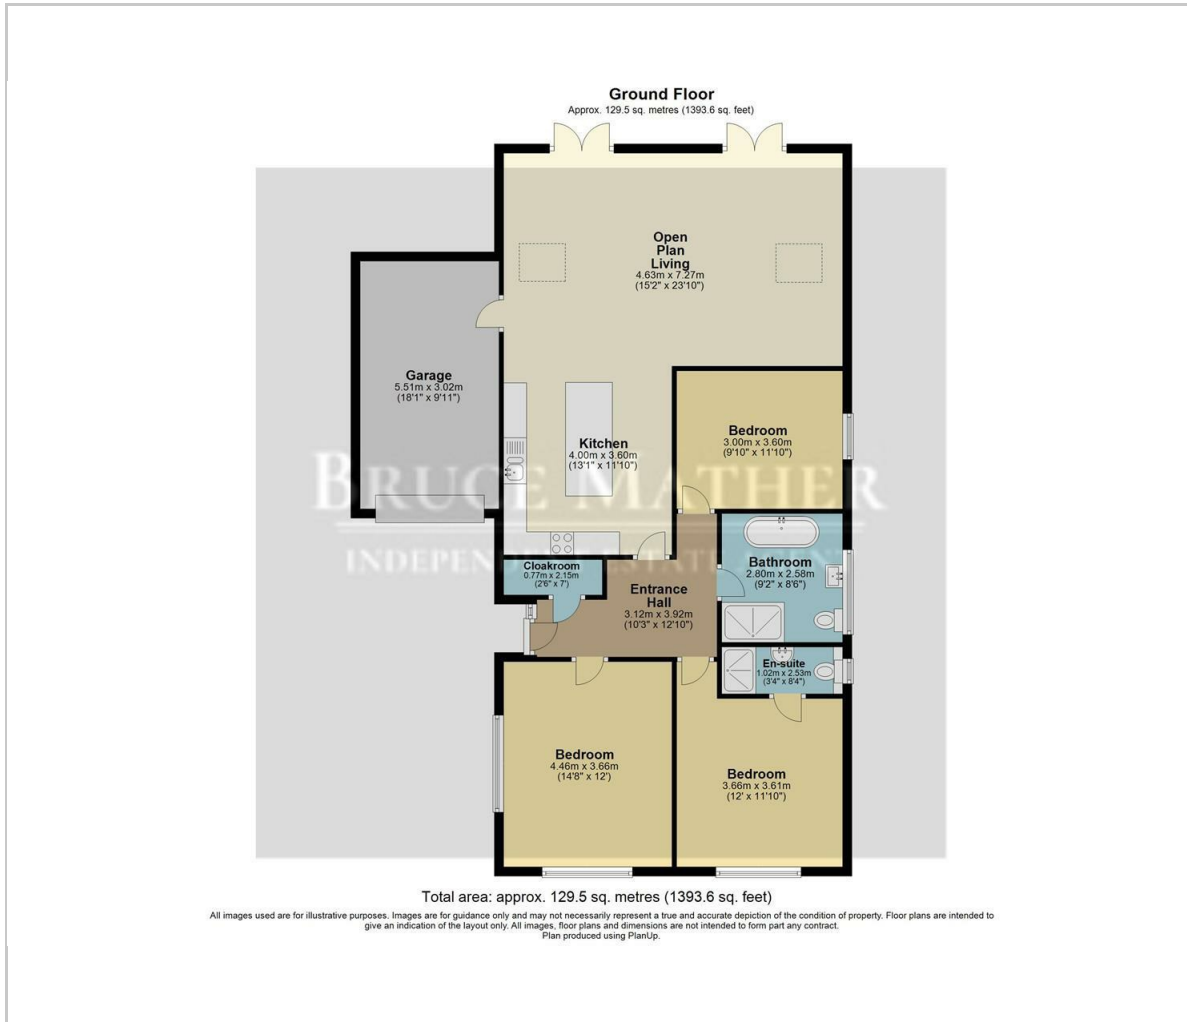 Ground Floor
Approx. 129.5 sq. metres (1393.6 sq. feet)
Open
Plan
Living
4.63m x 7.27m
(15'2" x 23'10")
Garage
5.51m x 3.02m
(18'1" x 9'11")
Kitchen
4.00m x 3.60m
(13'1" x 11'10")
Bedroom
3.00m x 3.60m
(9'10" x 11'10")
BRUCE MATHER
INDEPENDENT ESTATE AGENT
Cloakroom
0.77m x 2.15m
(2'6" x 7')
Entrance
Hall
3.12m x 3.92m
(10'3" x 12'10")
Bathroom
2.80m x 2.58m
(9'2" x 8'6")
En-suite
1.02m x 2.53m
(3'4" x 8'4")
Bedroom
4.46m x 3.66m
(14'8" x 12')
Bedroom
3.66m x 3.61m
(12' x 11'10")
Total area: approx. 129.5 sq. metres (1393.6 sq. feet)
All images used are for illustrative purposes. Images are for guidance only and may not necessarily represent a true and accurate depiction of the condition of property. Floor plans are intended to
give an indication of the layout only. All images, floor plans and dimensions are not intended to form part any contract.
Plan produced using PlanUp.